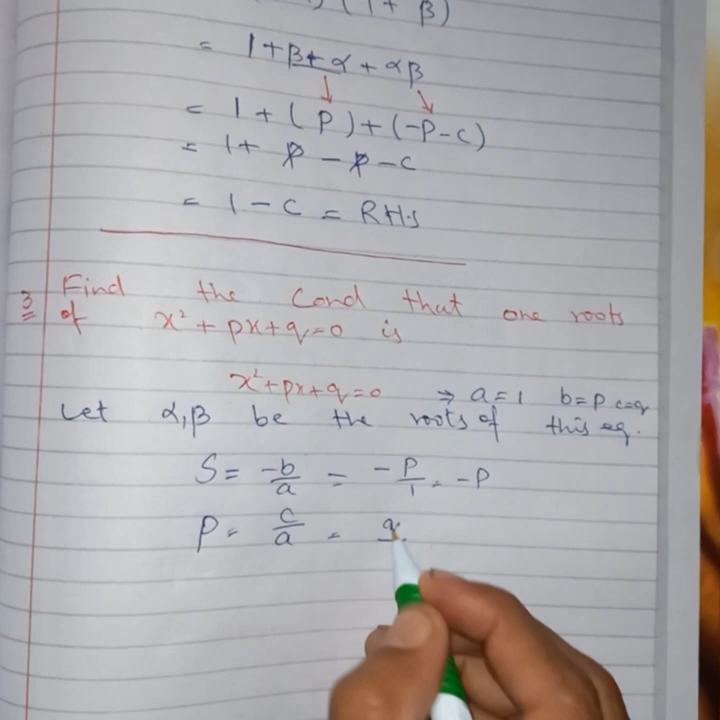 (1 + β)
= 1 + β + α + αβ
= 1 + (P) + (-P - C)
= 1 + P - P - C
= 1 - C = RHS
3 Find the Cond that one roots
of x² + px + q = 0 is
x² + px + q = 0 ⇒ a = 1 b = P c = q
Let α, β be the roots of this eq.
S = -b/a = -P/1 = -P
P = c/a = q